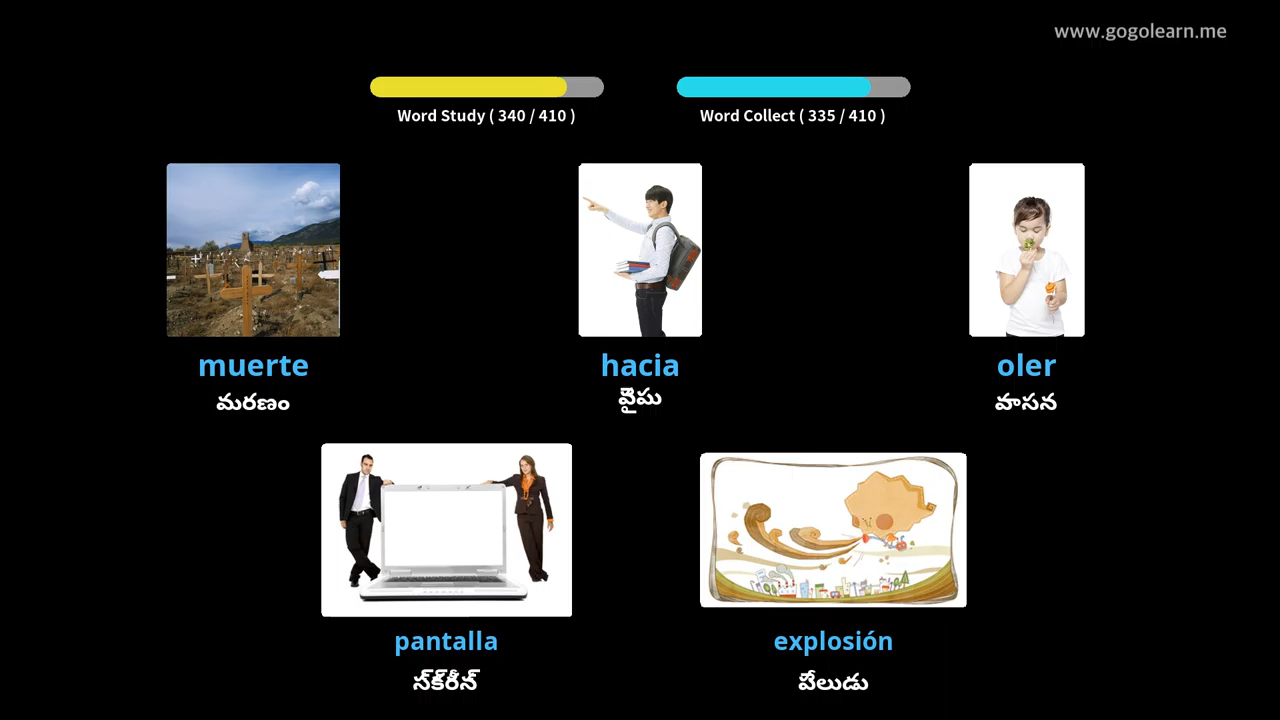 www.gogolearn.me
Word Study ( 340 / 410 )
Word Collect ( 335 / 410 )
muerte
hacia
oler
మరణం
వైపు
వాసన
pantalla
explosión
స్క్రీన్
పేలుడు